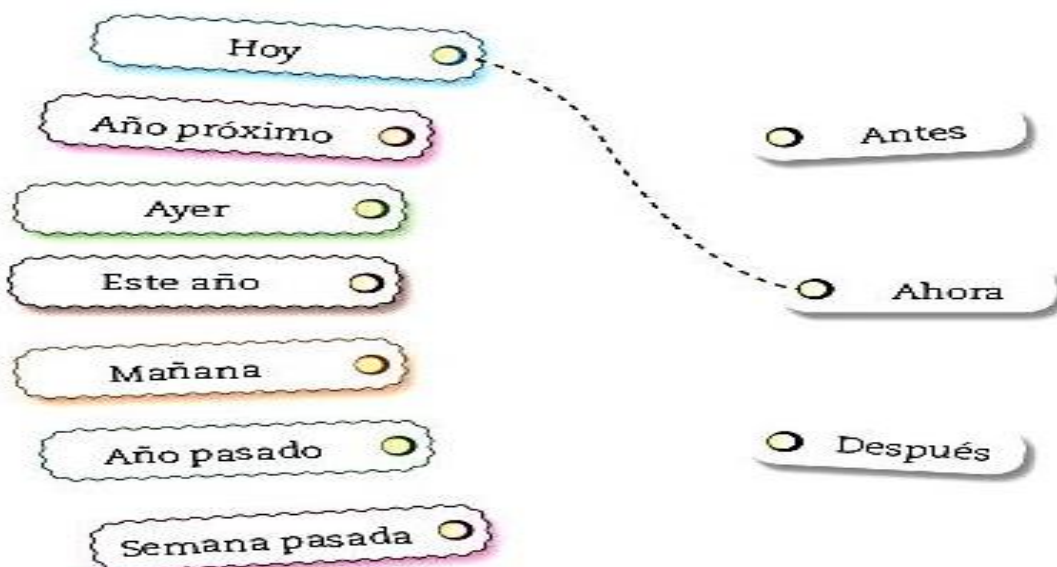 Hoy
Año próximo
Ayer
Este año
Mañana
Año pasado
Semana pasada
Antes
Ahora
Después